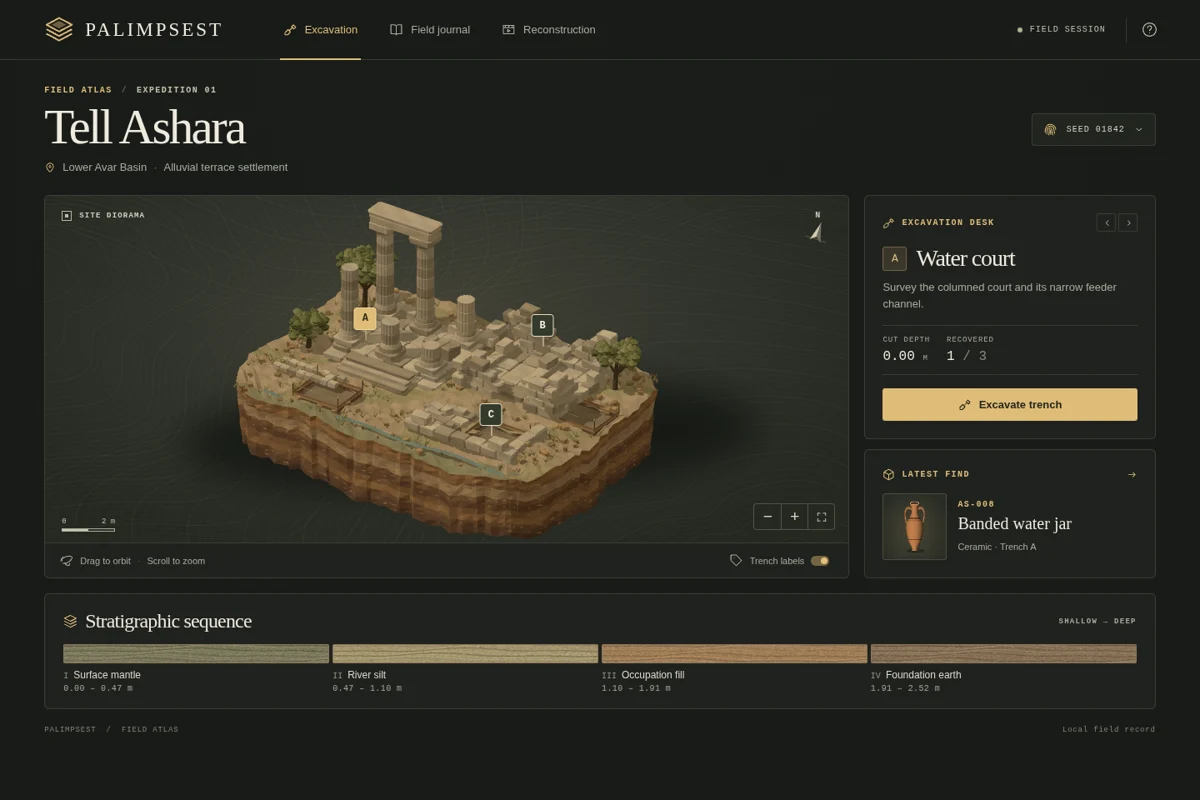 PALIMPSEST
Excavation
Field journal
Reconstruction
FIELD SESSION
FIELD ATLAS / EXPEDITION 01
Tell Ashara
Lower Avar Basin · Alluvial terrace settlement
SEED 01842
SITE DIORAMA
N
A
B
C
0 2 m
Drag to orbit · Scroll to zoom
Trench labels
EXCAVATION DESK
A Water court
Survey the columned court and its narrow feeder
channel.
CUT DEPTH RECOVERED
0.00 M 1 / 3
Excavate trench
LATEST FIND
AS-008
Banded water jar
Ceramic · Trench A
Stratigraphic sequence
SHALLOW → DEEP
I Surface mantle
0.00 – 0.47 m
II River silt
0.47 – 1.10 m
III Occupation fill
1.10 – 1.91 m
IV Foundation earth
1.91 – 2.52 m
PALIMPSEST / FIELD ATLAS
Local field record